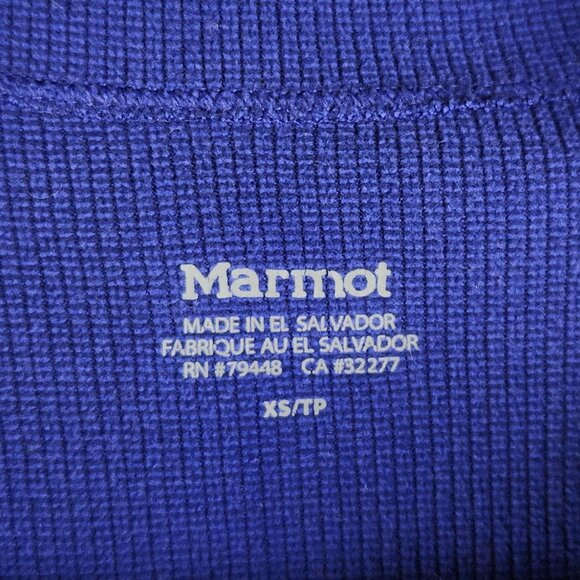 Marmot
MADE IN EL SALVADOR
FABRIQUE AU EL SALVADOR
RN #79448 CA #32277
XS/TP